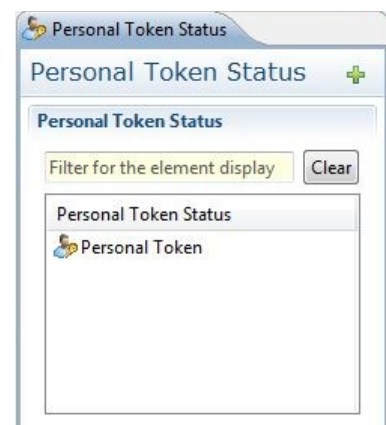 Personal Token Status
Personal Token Status
Personal Token Status
Filter for the element display Clear
Personal Token Status
Personal Token